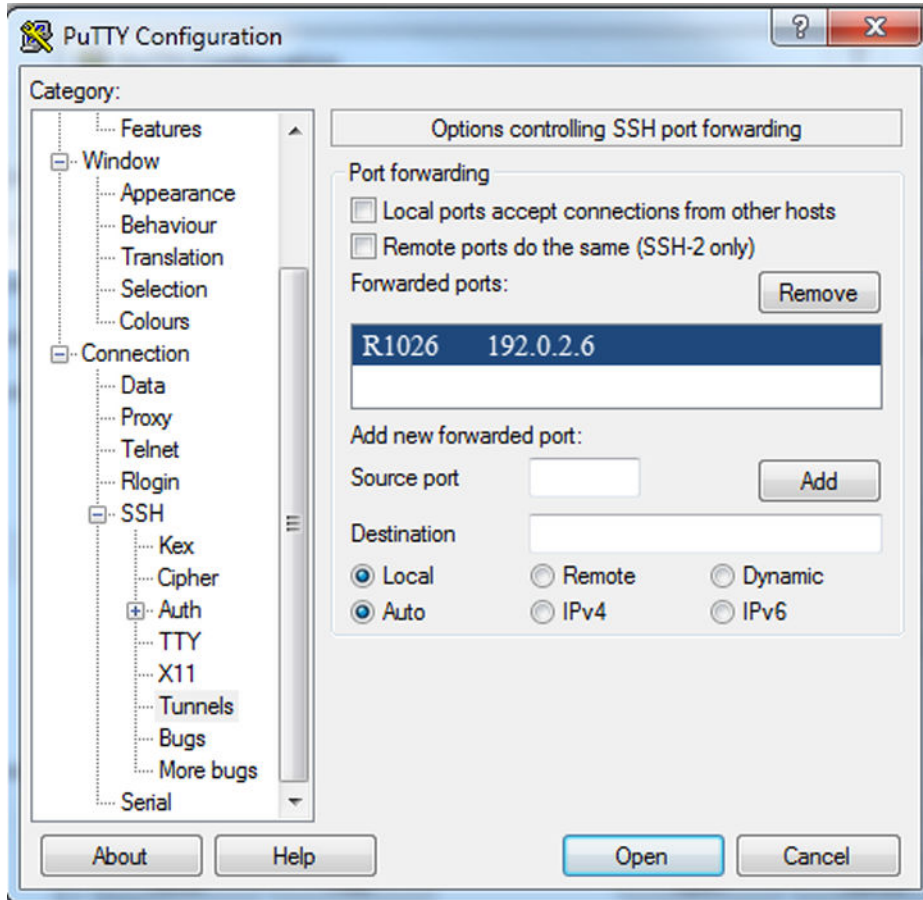 PuTTY Configuration
Category:
Features
Window
Appearance
Behaviour
Translation
Selection
Colours
Connection
Data
Proxy
Telnet
Rlogin
SSH
Kex
Cipher
Auth
TTY
X11
Tunnels
Bugs
More bugs
Serial
Options controlling SSH port forwarding
Port forwarding
Local ports accept connections from other hosts
Remote ports do the same (SSH-2 only)
Forwarded ports:
Remove
R1026 192.0.2.6
Add new forwarded port:
Source port
Add
Destination
Local Remote Dynamic
Auto IPv4 IPv6
About Help Open Cancel